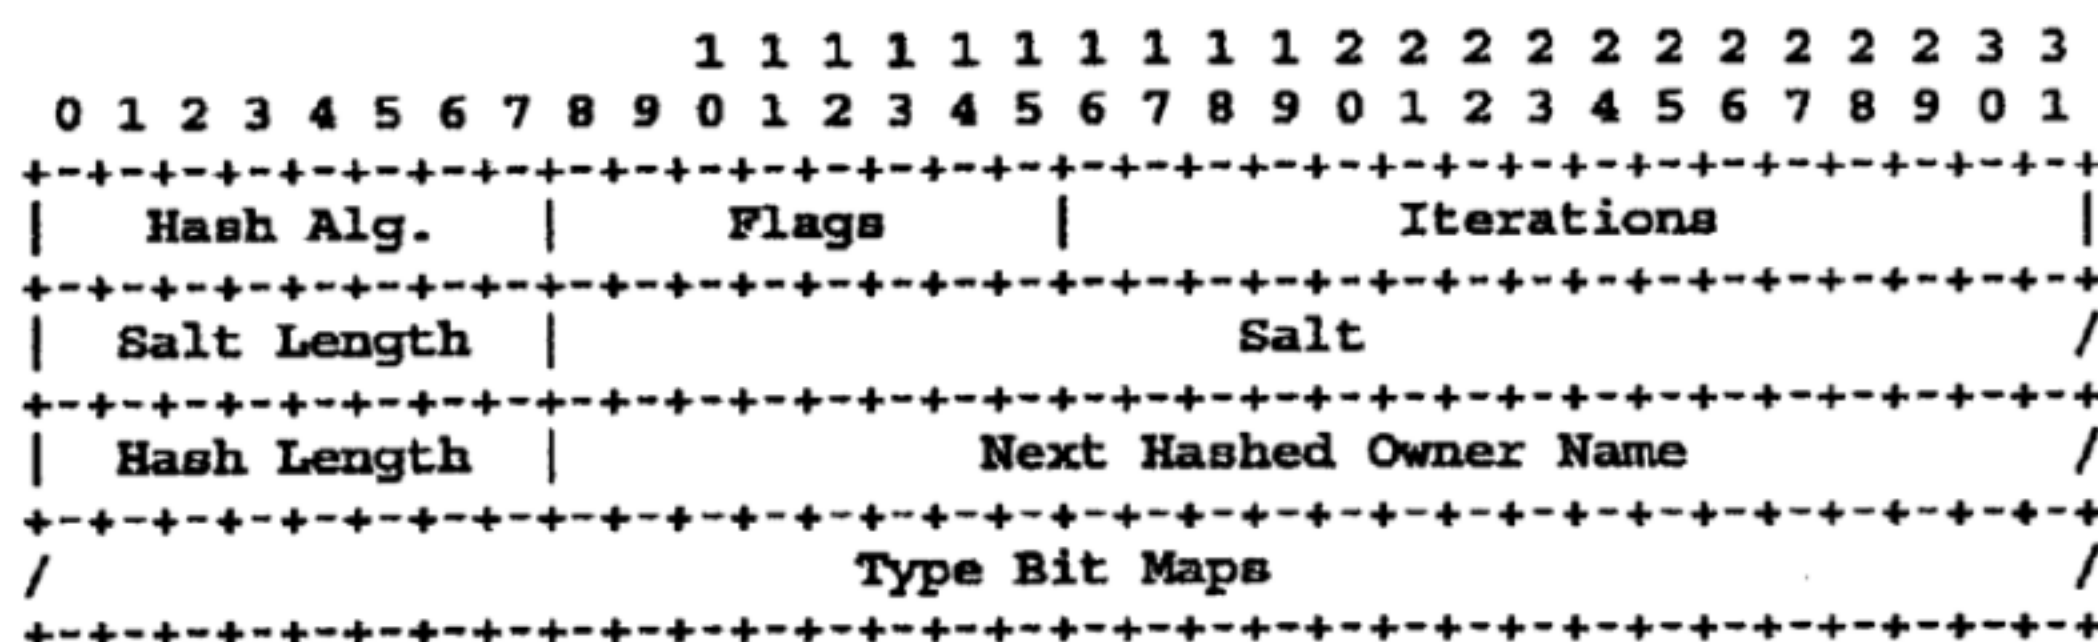 1 1 1 1 1 1 1 1 1 1 2 2 2 2 2 2 2 2 2 2 3 3
 0 1 2 3 4 5 6 7 8 9 0 1 2 3 4 5 6 7 8 9 0 1 2 3 4 5 6 7 8 9 0 1
+-+-+-+-+-+-+-+-+-+-+-+-+-+-+-+-+-+-+-+-+-+-+-+-+-+-+-+-+-+-+-+-+
|   Hash Alg.   |     Flags     |          Iterations           |
+-+-+-+-+-+-+-+-+-+-+-+-+-+-+-+-+-+-+-+-+-+-+-+-+-+-+-+-+-+-+-+-+
|  Salt Length  |                     Salt                      /
+-+-+-+-+-+-+-+-+-+-+-+-+-+-+-+-+-+-+-+-+-+-+-+-+-+-+-+-+-+-+-+-+
|  Hash Length  |             Next Hashed Owner Name            /
+-+-+-+-+-+-+-+-+-+-+-+-+-+-+-+-+-+-+-+-+-+-+-+-+-+-+-+-+-+-+-+-+
/                         Type Bit Maps                         /
+-+-+-+-+-+-+-+-+-+-+-+-+-+-+-+-+-+-+-+-+-+-+-+-+-+-+-+-+-+-+-+-+